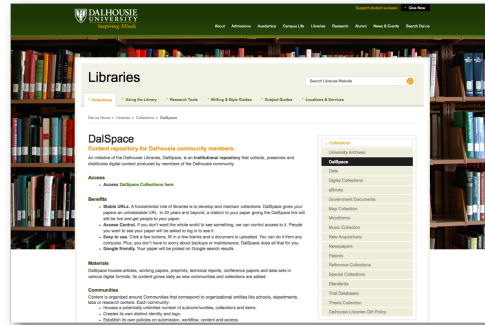 Support student success
Give Now
DALHOUSIE
UNIVERSITY
Inspiring Minds
About Admissions Academics Campus Life Libraries Research Alumni News & Events Search Dal.ca
Libraries
Search Libraries Website
Collections Using the Library Research Tools Writing & Style Guides Subject Guides Locations & Services
Dal.ca Home > Libraries > Collections > DalSpace
DalSpace
Content repository for Dalhousie community members.
An initiative of the Dalhousie Libraries, DalSpace, is an institutional repository that collects, preserves and
distributes digital content produced by members of the Dalhousie community.
Access
Access DalSpace Collections here
Benefits
Stable URLs. A fundamental role of libraries is to develop and maintain collections. DalSpace gives your
papers an unbreakable URL. In 20 years and beyond, a citation to your paper giving the DalSpace link will
still be live and get people to your paper.
Access Control. If you don't want the whole world to see something, we can control access to it. People
you want to see your paper will be asked to log in to see it.
Easy to use. Click a few buttons, fill in a few blanks and a document is uploaded. You can do it from any
computer. Plus, you don't have to worry about backups or maintenance. DalSpace does all that for you.
Google friendly. Your paper will be picked on Google search results.
Materials
DalSpace houses articles, working papers, preprints, technical reports, conference papers and data sets in
various digital formats. Its content grows daily as new communities and collections are added.
Communities
Content is organized around Communities that correspond to organizational entities like schools, departments,
labs or research centers. Each community:
Houses a potentially unlimited number of subcommunities, collections and items.
Creates its own distinct identity and logo.
Establish its own policies on submission, workflow, content and access.
Collections
University Archives
DalSpace
Data
Digital Collections
eBooks
Government Documents
Map Collection
Microforms
Music Collection
New Acquisitions
Newspapers
Patents
Reference Collections
Special Collections
Standards
Trial Databases
Thesis Collection
Dalhousie Libraries Gift Policy